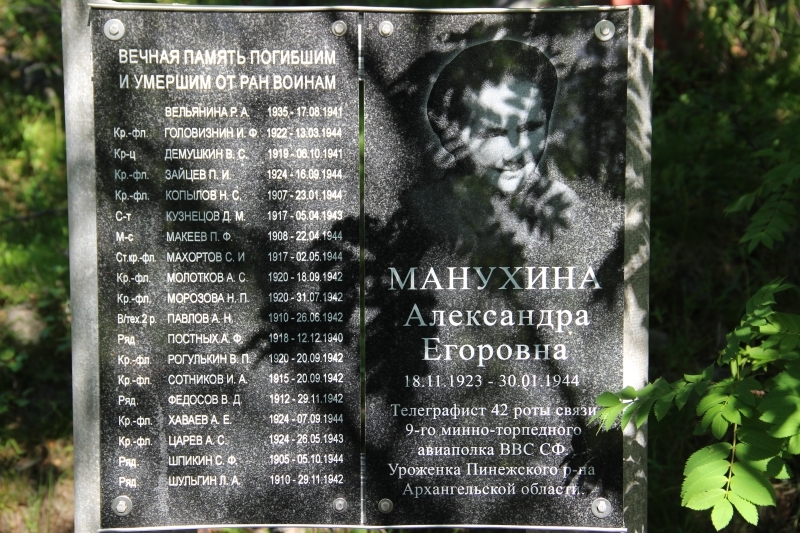 ВЕЧНАЯ ПАМЯТЬ ПОГИБШИМ
И УМЕРШИМ ОТ РАН ВОИНАМ
ВЕЛЬЯНИНА Р. А. 1935 - 17.08.1941
Кр.-фл. ГОЛОВИЗНИН И. Ф. 1922 - 13.03.1944
Кр-ц ДЕМУШКИН В. С. 1919 - 06.10.1941
Кр.-фл. ЗАЙЦЕВ П. И. 1924 - 16.09.1944
Кр.-фл. КОПЫЛОВ Н. С. 1907 - 23.01.1944
С-т КУЗНЕЦОВ Д. М. 1917 - 05.04.1943
М-с МАКЕЕВ П. Ф. 1908 - 22.04.1944
Ст.кр.-фл. МАХОРТОВ С. И 1917 - 02.05.1944
Кр.-фл. МОЛОТКОВ А. С. 1920 - 18.09.1942
Кр.-фл. МОРОЗОВА Н. П. 1920 - 31.07.1942
В/тех.2 р. ПАВЛОВ А. Н. 1910 - 26.06.1942
Ряд. ПОСТНЫХ А. Ф. 1918 - 12.12.1940
Кр.-фл. РОГУЛЬКИН В. П. 1920 - 20.09.1942
Кр.-фл. СОТНИКОВ И. А. 1915 - 20.09.1942
Ряд. ФЕДОСОВ В. Д 1912 - 29.11.1942
Кр.-фл. ХАВАЕВ А. Е. 1924 - 07.09.1944
Кр.-фл. ЦАРЕВ А. С. 1924 - 26.05.1943
Ряд. ШПИКИН С. Ф. 1905 - 05.10.1944
Ряд. ШУЛЬГИН Л. А. 1910 - 29.11.1942
МАНУХИНА
Александра
Егоровна
18.11.1923 - 30.01.1944
Телеграфист 42 роты связи
9-го минно-торпедного
авиаполка ВВС СФ.
Уроженка Пинежского р-на
Архангельской области.